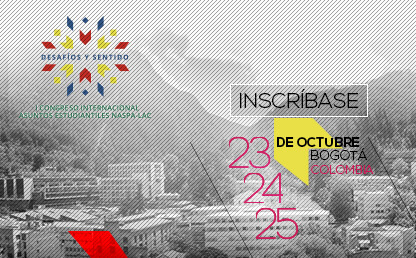 DESAFÍOS Y SENTIDO
I CONGRESO INTERNACIONAL
ASUNTOS ESTUDIANTILES NASPA-LAC
INSCRÍBASE
23 DE OCTUBRE
BOGOTÁ
COLOMBIA
24
25